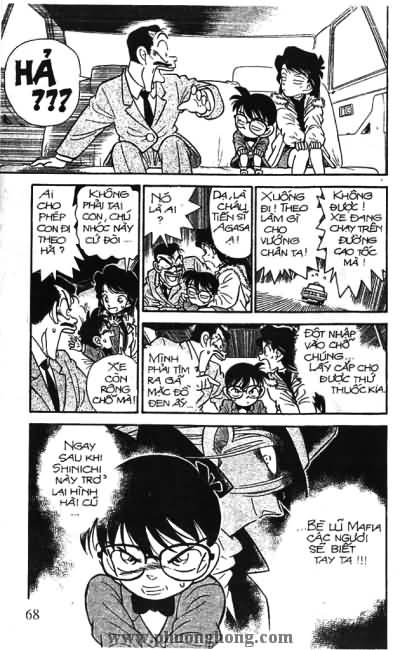 HẢ
???
AI
CHO
PHÉP
CON ĐI
THEO
HẢ ?
KHÔNG
PHẢI TẠI
CON, CHÚ
NHÓC NÀY
CỨ ĐÒI ...
XE
CÒN
RỘNG
CHỖ MÀ!
NÓ
LÀ AI
?
DẠ, LÀ
CHÁU
TIẾN SĨ
AGASA
Ạ!
XUỐNG
ĐI ! THEO
LÀM GÌ
CHO
VƯỚNG
CHÂN TA!
KHÔNG
ĐƯỢC !
XE ĐANG
CHẠY TRÊN
ĐƯỜNG
CAO TỐC
MÀ !
MÌNH
PHẢI TÌM
RA GÃ
MẶC ĐỒ
ĐEN ẤY...
ĐỘT NHẬP
VÀO CHỖ
CHÚNG...
LẤY CẮP CHO
ĐƯỢC THỨ
THUỐC KIA.
NGAY
SAU KHI
SHINICHI
NÀY TRỞ
LẠI HÌNH
HÀI CŨ
...BÈ LŨ MAFIA
CÁC NGƯƠI
SẼ BIẾT
TAY TA !!!
68
www.phuonghong.com